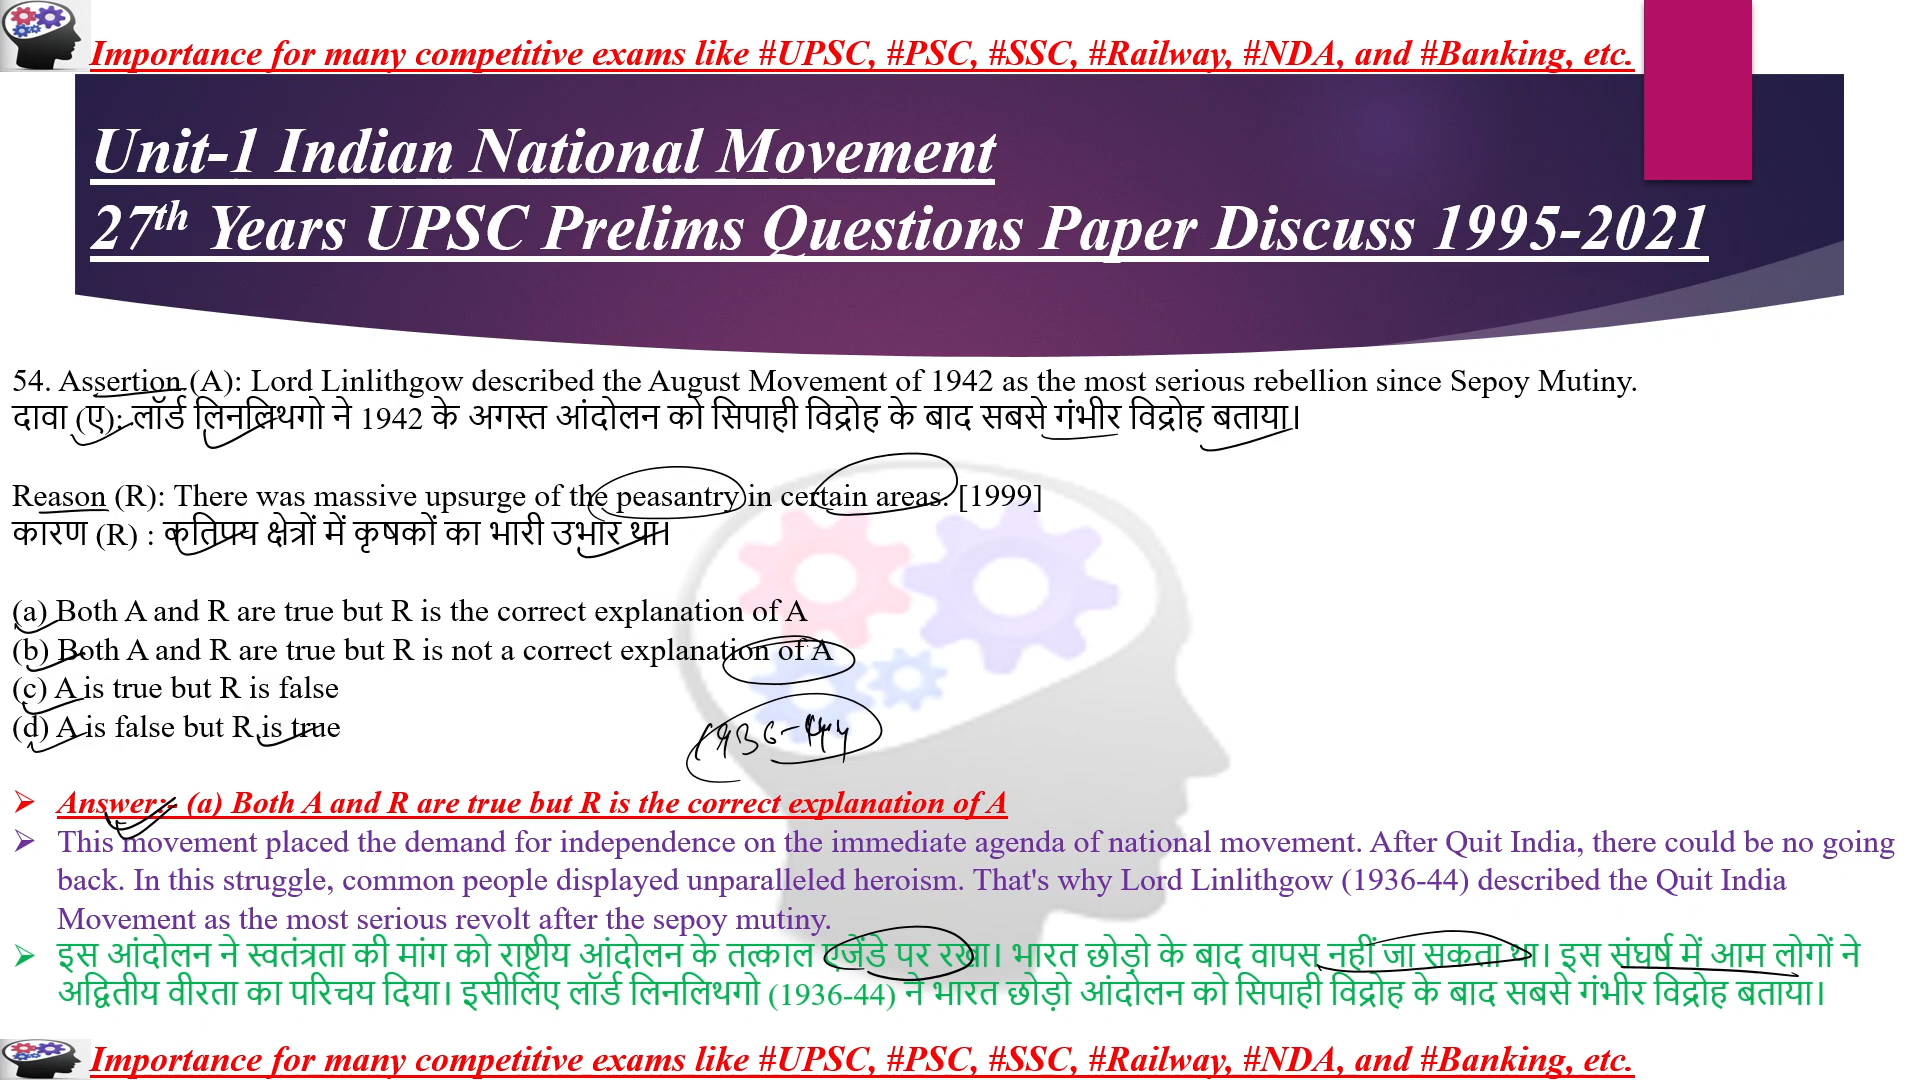 Importance for many competitive exams like #UPSC, #PSC, #SSC, #Railway, #NDA, and #Banking, etc.
Unit-1 Indian National Movement
27th Years UPSC Prelims Questions Paper Discuss 1995-2021
54. Assertion (A): Lord Linlithgow described the August Movement of 1942 as the most serious rebellion since Sepoy Mutiny.
दावा (ए): लॉर्ड लिनलिथगो ने 1942 के अगस्त आंदोलन को सिपाही विद्रोह के बाद सबसे गंभीर विद्रोह बताया।
Reason (R): There was massive upsurge of the peasantry in certain areas. [1999]
कारण (R) : कतिपय क्षेत्रों में कृषकों का भारी उभार था।
(a) Both A and R are true but R is the correct explanation of A
(b) Both A and R are true but R is not a correct explanation of A
(c) A is true but R is false
(d) A is false but R is true
1936-44
Answer:- (a) Both A and R are true but R is the correct explanation of A
This movement placed the demand for independence on the immediate agenda of national movement. After Quit India, there could be no going
back. In this struggle, common people displayed unparalleled heroism. That's why Lord Linlithgow (1936-44) described the Quit India
Movement as the most serious revolt after the sepoy mutiny.
इस आंदोलन ने स्वतंत्रता की मांग को राष्ट्रीय आंदोलन के तत्काल एजेंडे पर रखा। भारत छोड़ो के बाद वापस नहीं जा सकता था। इस संघर्ष में आम लोगों ने
अद्वितीय वीरता का परिचय दिया। इसीलिए लॉर्ड लिनलिथगो (1936-44) ने भारत छोड़ो आंदोलन को सिपाही विद्रोह के बाद सबसे गंभीर विद्रोह बताया।
Importance for many competitive exams like #UPSC, #PSC, #SSC, #Railway, #NDA, and #Banking, etc.